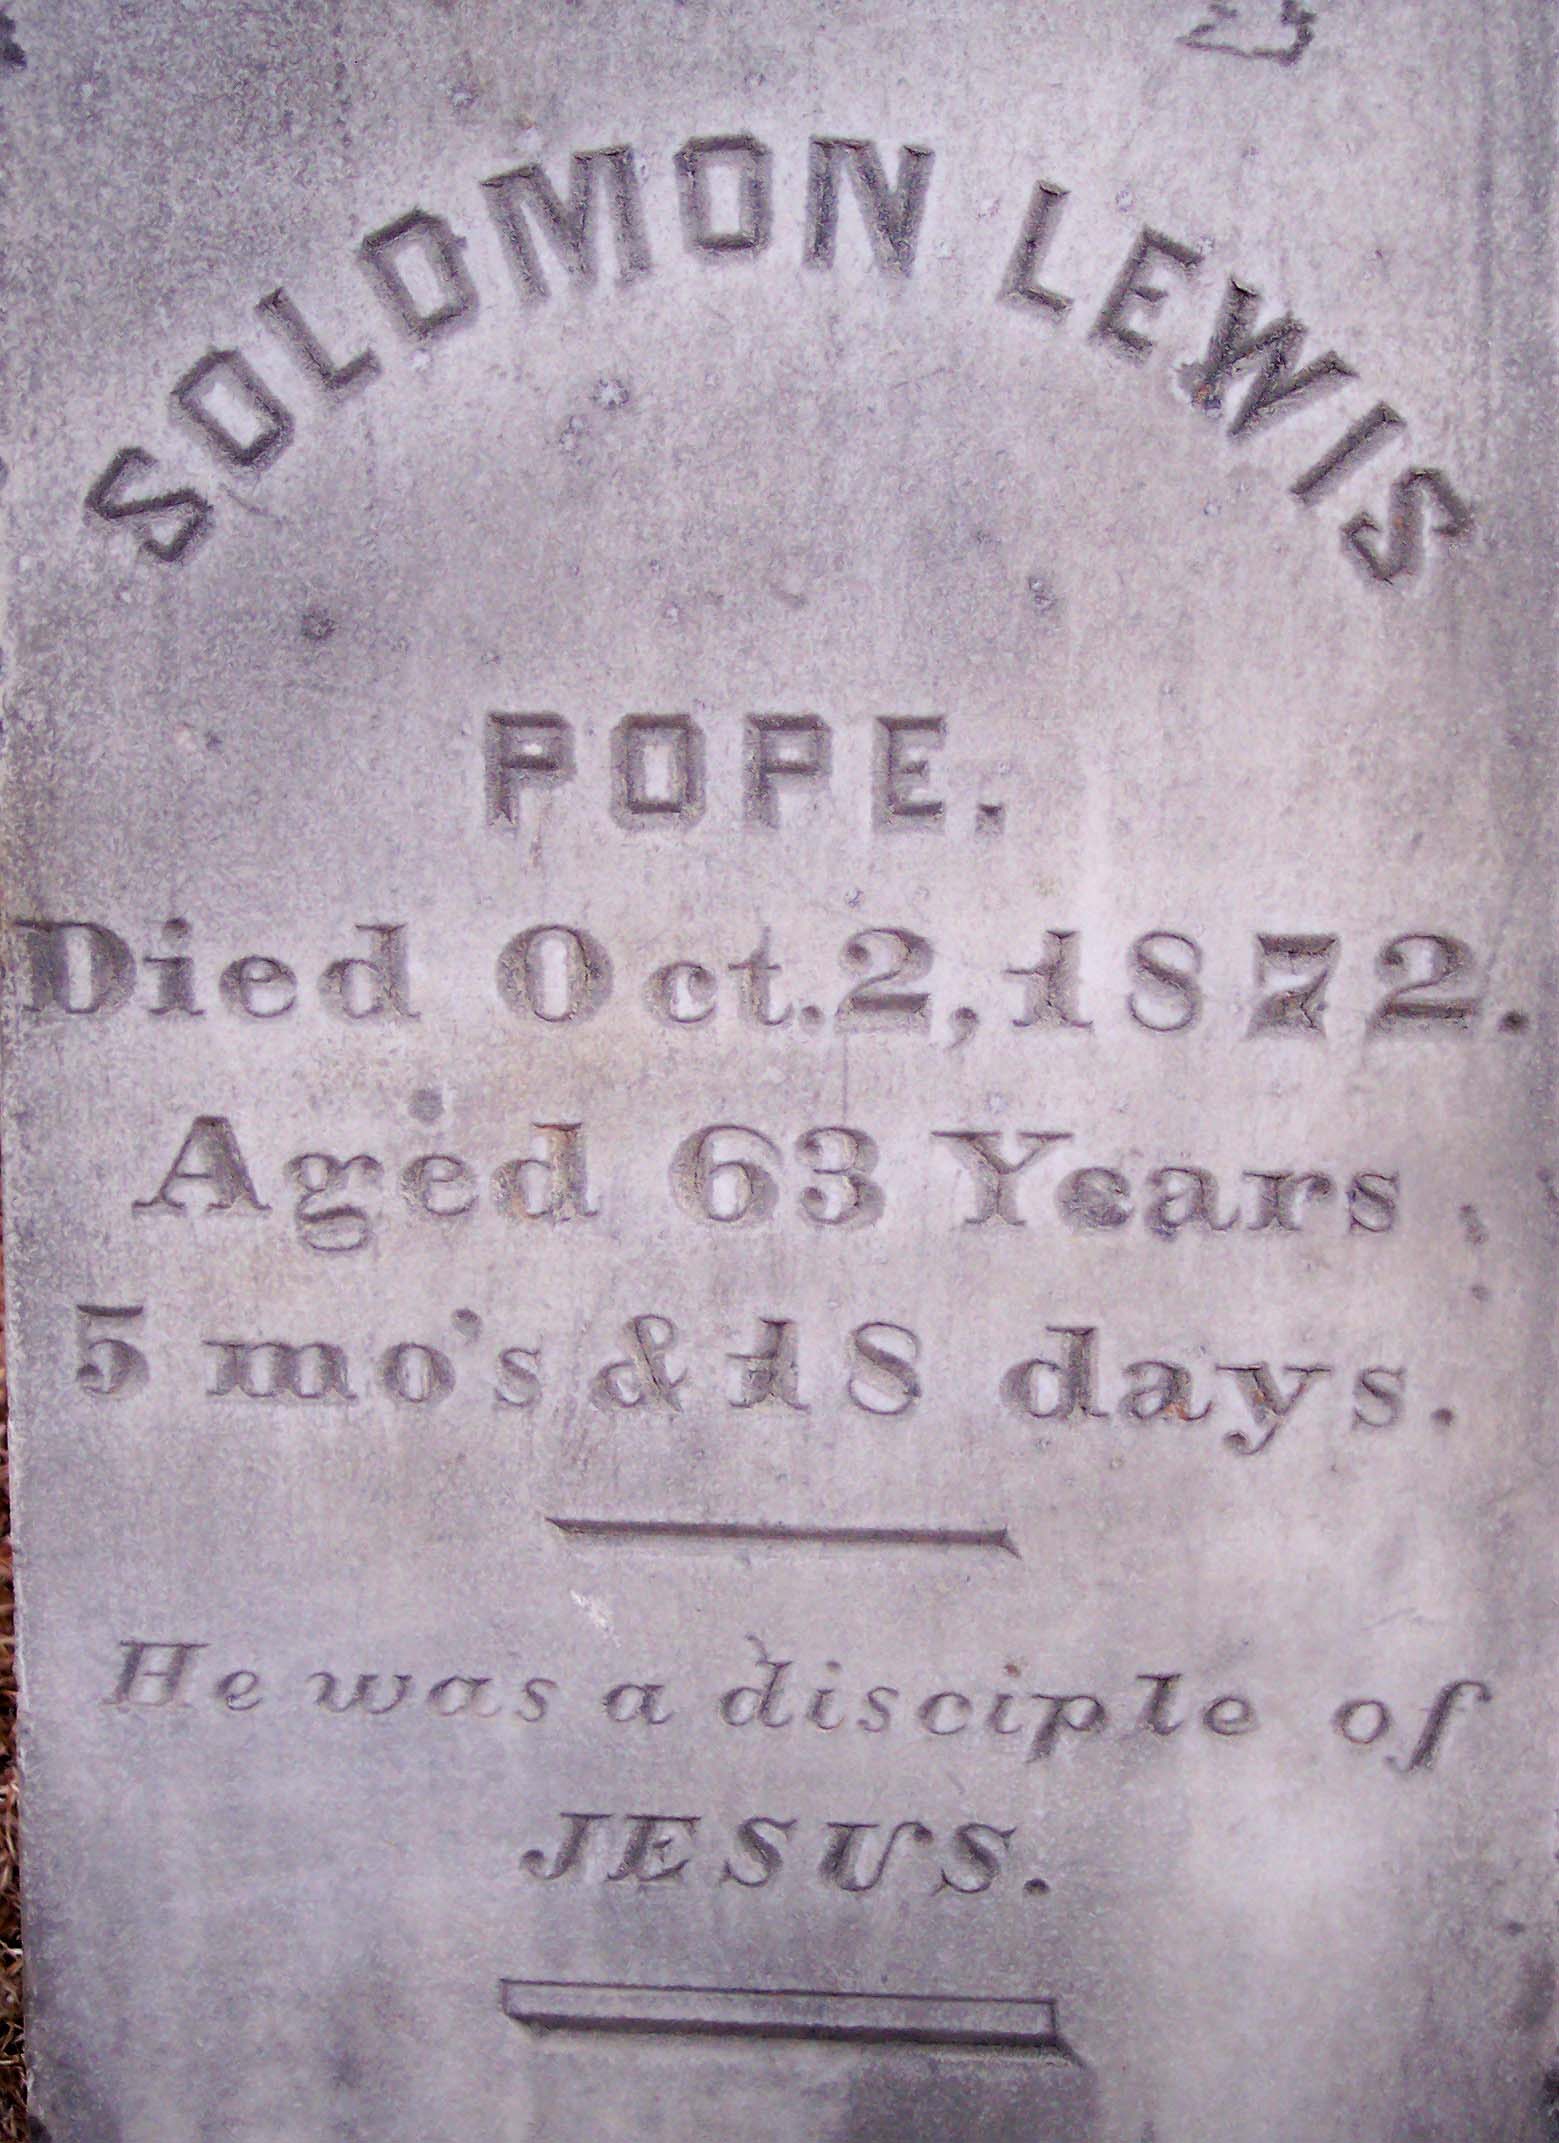 SOLOMON LEWIS
POPE.
Died Oct. 2, 1872.
Aged 63 Years
5 mo's & 18 days.
He was a disciple of
JESUS.